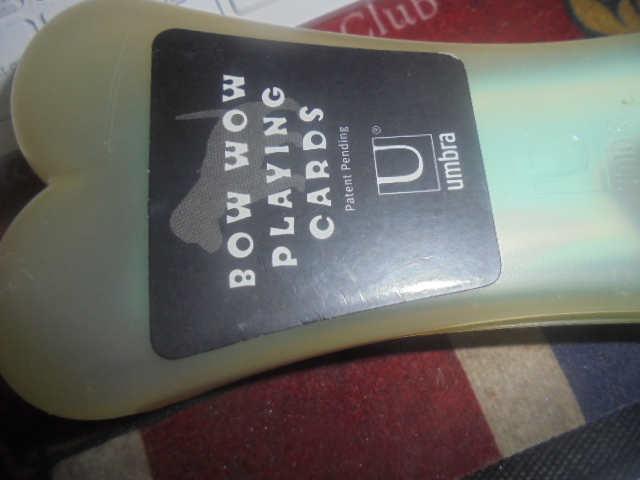 Club
BOW WOW
PLAYING
CARDS
Patent Pending
U®
umbra